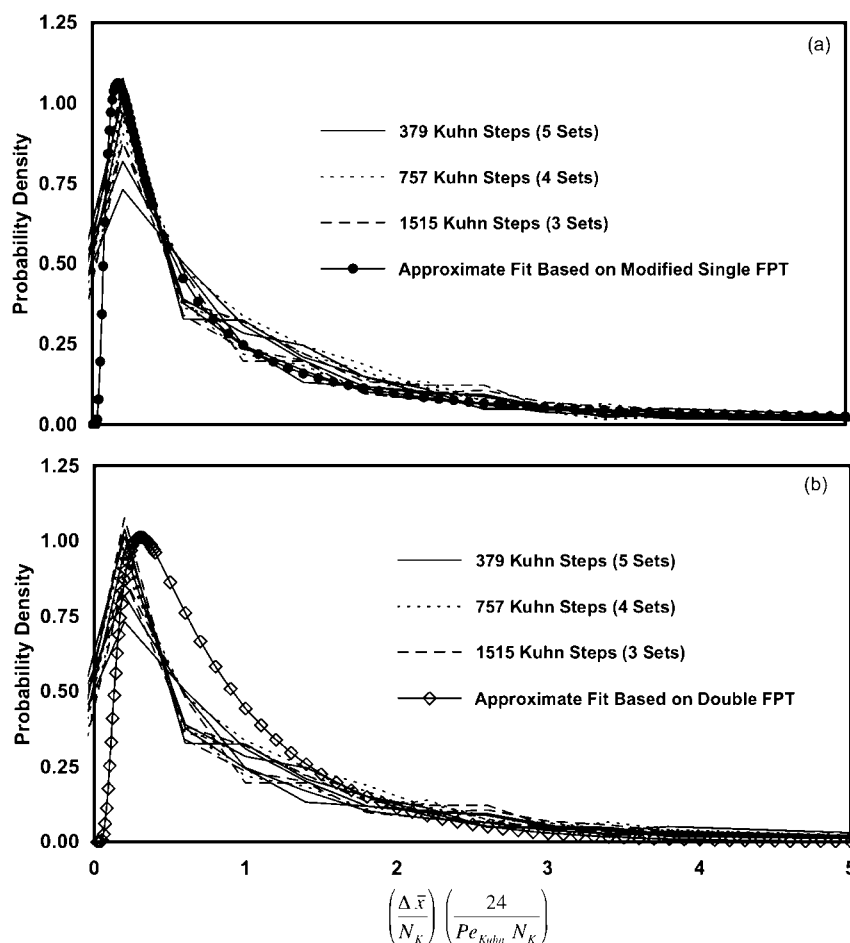 (a)
1.25
1.00
0.75
0.50
0.25
0.00
Probability Density
379 Kuhn Steps (5 Sets)
757 Kuhn Steps (4 Sets)
1515 Kuhn Steps (3 Sets)
Approximate Fit Based on Modified Single FPT
(b)
1.25
1.00
0.75
0.50
0.25
0.00
Probability Density
379 Kuhn Steps (5 Sets)
757 Kuhn Steps (4 Sets)
1515 Kuhn Steps (3 Sets)
Approximate Fit Based on Double FPT
0 1 2 3 4 5
(Δ x̄ / N_K) (24 / Pe_Kuhn N_K)